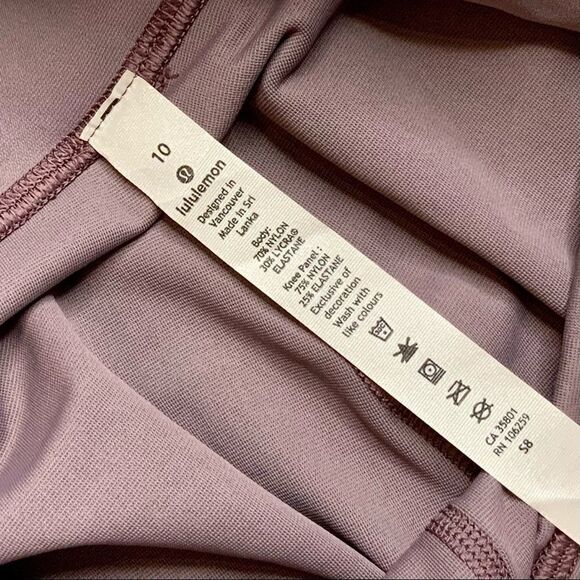 10
lululemon
Designed in
Vancouver
Made in Sri
Lanka
Body:
70% NYLON
30% LYCRA®
ELASTANE
Knee Panel :
75% NYLON
25% ELASTANE
Exclusive of
decoration
Wash with
like colours
CA 35801
RN 106259
S8